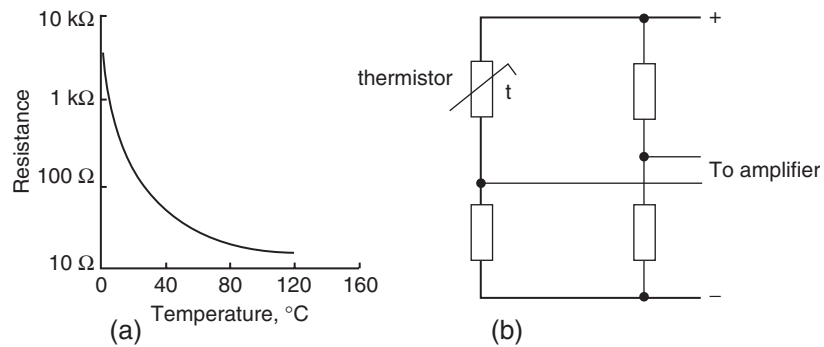 10 kΩ
1 kΩ
100 Ω
10 Ω
Resistance
0
40
80
120
160
Temperature, °C
(a)
+
thermistor
t
To amplifier
−
(b)